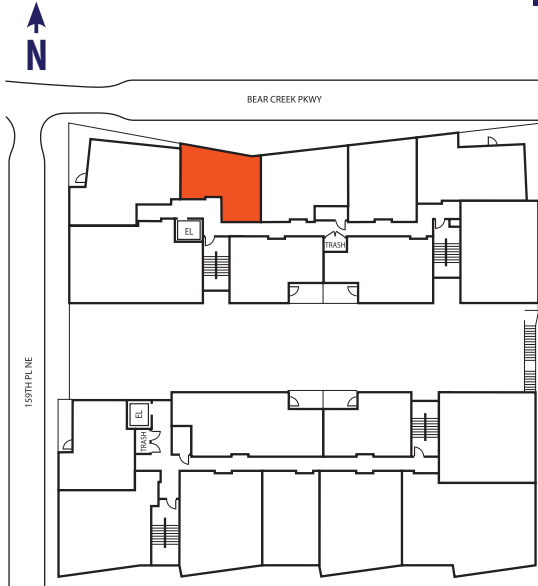 N
BEAR CREEK PKWY
EL
TRASH
159TH PL NE
EL
TRASH